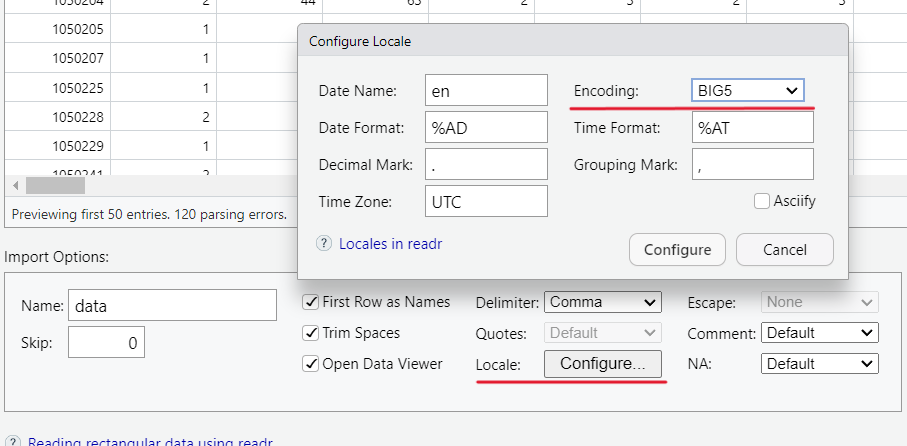 1050204 2 44 63 2 3 2 3
1050205 1
1050207 1
1050225 1
1050228 2
1050229 1
1050241 2
Previewing first 50 entries. 120 parsing errors.
Configure Locale
Date Name: en Encoding: BIG5
Date Format: %AD Time Format: %AT
Decimal Mark: . Grouping Mark: ,
Time Zone: UTC Asciify
? Locales in readr Configure Cancel
Import Options:
Name: data First Row as Names Delimiter: Comma Escape: None
Skip: 0 Trim Spaces Quotes: Default Comment: Default
Open Data Viewer Locale: Configure... NA: Default
? Reading rectangular data using readr